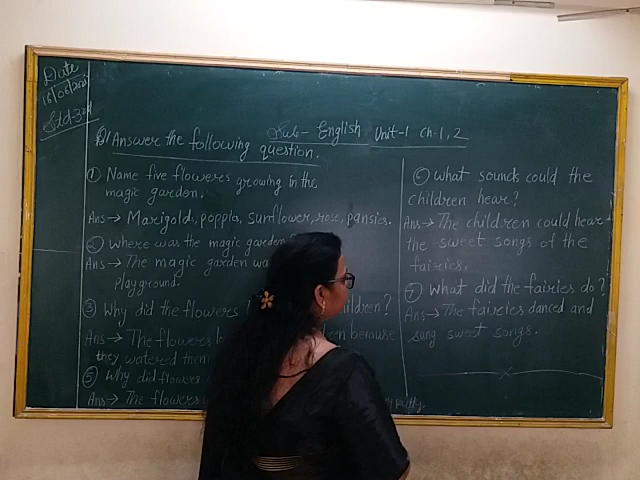 Date
16/06/2025
Std-3rd
Sub- English Unit-1 Ch-1,2
Q1 Answer the following question.
① Name five flowers growing in the
magic garden.
Ans → Marigold, poppla, sunflower, rose, pansies.
② Where was the magic garden
Ans → The magic garden wa
playground.
③ Why did the flowers children?
Ans → The flowers because
they watered them
⑤ Why did flowers
Ans → The flowers
⑥ What sounds could the
children hear?
Ans → The children could hear
the sweet songs of the
fairies.
⑦ What did the fairies do?
Ans → The fairies danced and
sang sweet songs.